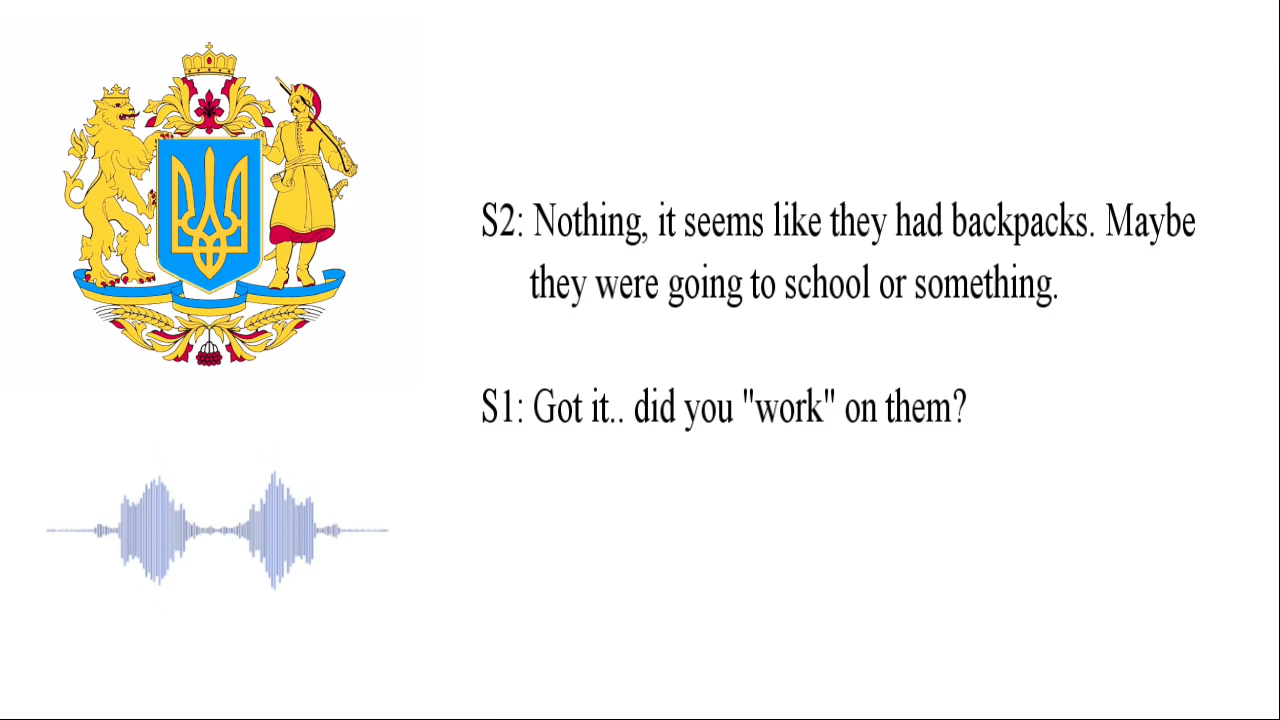 S2: Nothing, it seems like they had backpacks. Maybe
they were going to school or something.
S1: Got it.. did you "work" on them?